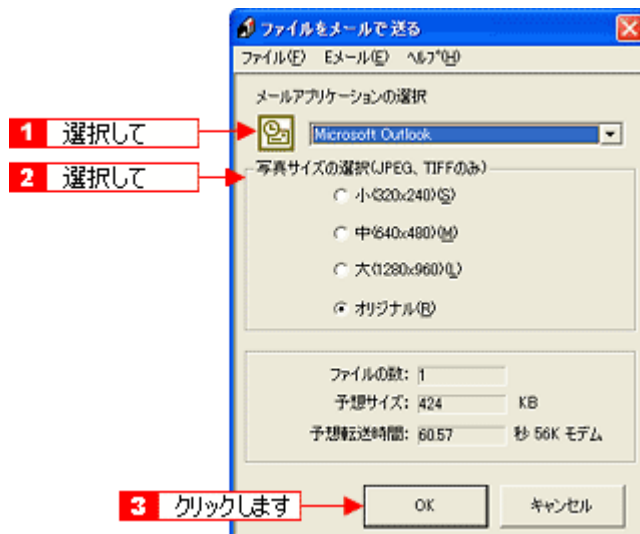 ファイルをメールで送る
ファイル(F) Eメール(E) ヘルプ(H)
メールアプリケーションの選択
1 選択して
Microsoft Outlook
2 選択して
写真サイズの選択(JPEG、TIFFのみ)
小(320x240)(S)
中(640x480)(M)
大(1280x960)(L)
オリジナル(R)
ファイルの数: 1
予想サイズ: 424 KB
予想転送時間: 60.57 秒 56K モデム
3 クリックします
OK キャンセル